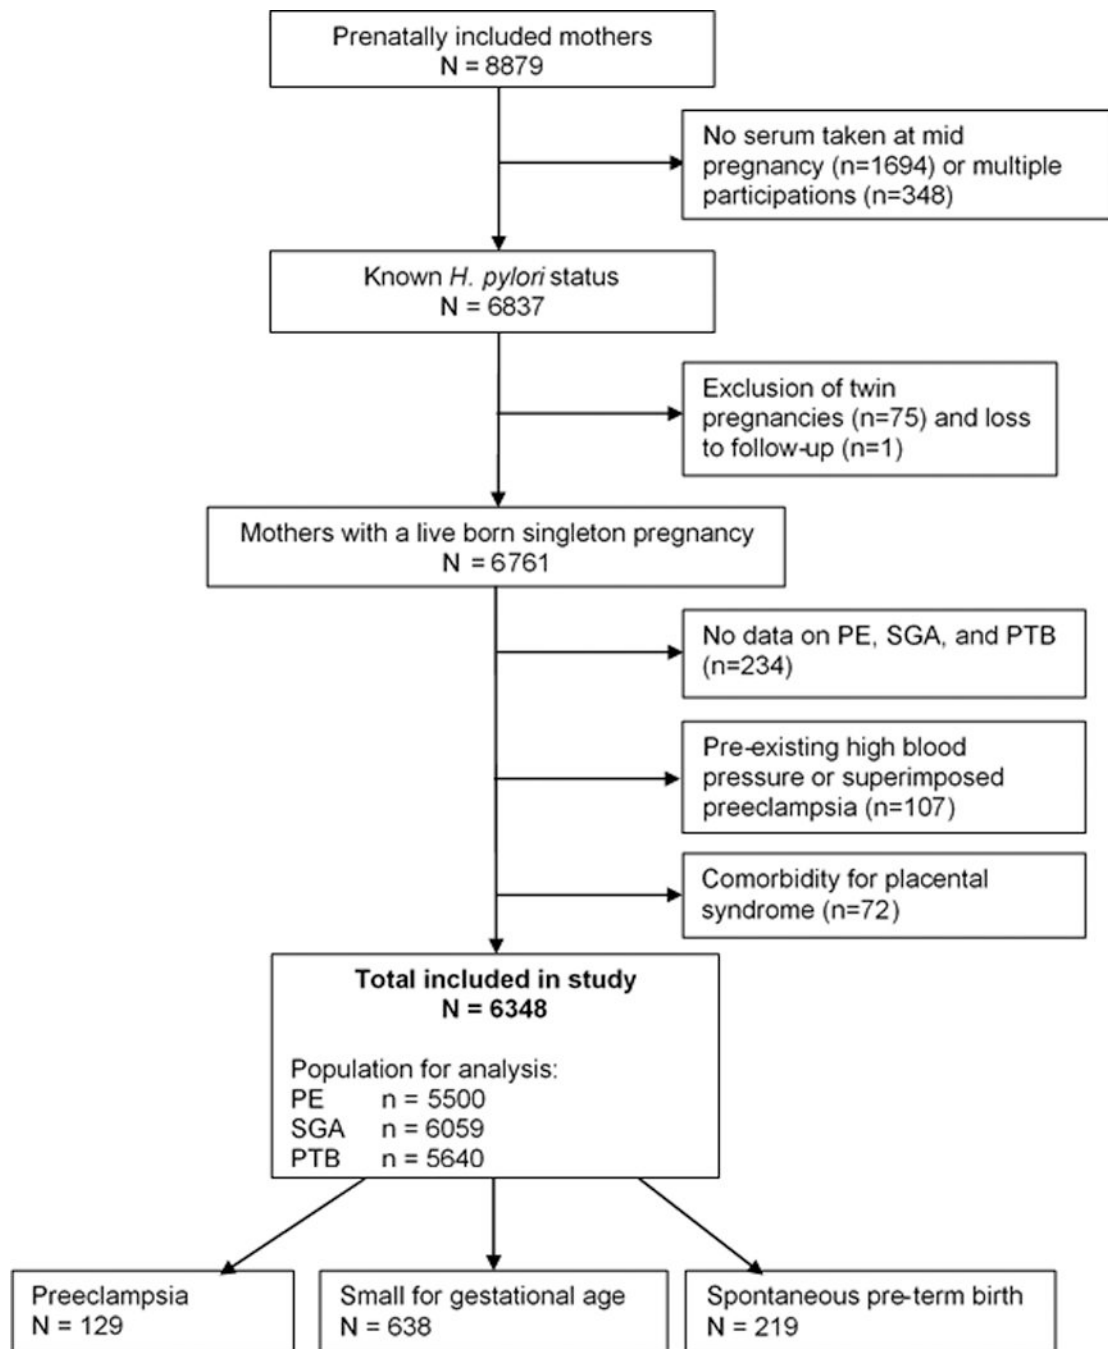 Prenatally included mothers
N = 8879
No serum taken at mid
pregnancy (n=1694) or multiple
participations (n=348)
Known H. pylori status
N = 6837
Exclusion of twin
pregnancies (n=75) and loss
to follow-up (n=1)
Mothers with a live born singleton pregnancy
N = 6761
No data on PE, SGA, and PTB
(n=234)
Pre-existing high blood
pressure or superimposed
preeclampsia (n=107)
Comorbidity for placental
syndrome (n=72)
Total included in study
N = 6348
Population for analysis:
PE n = 5500
SGA n = 6059
PTB n = 5640
Preeclampsia
N = 129
Small for gestational age
N = 638
Spontaneous pre-term birth
N = 219